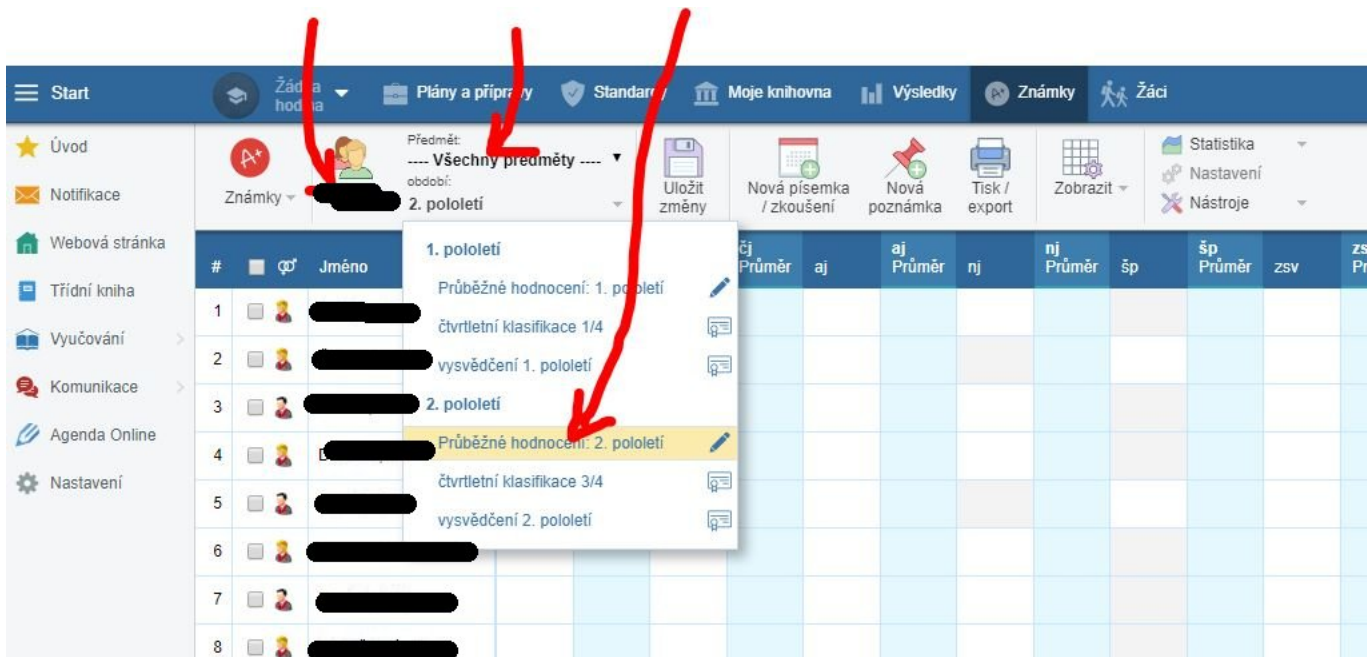 Start
Žádná hodina
Plány a přípravy
Standardy
Moje knihovna
Výsledky
Známky
Žáci
Úvod
Notifikace
Webová stránka
Třídní kniha
Vyučování
Komunikace
Agenda Online
Nastavení
A+
Známky
Předmět:
---- Všechny předměty ----
období:
2. pololetí
Uložit
změny
Nová písemka
/ zkoušení
Nová
poznámka
Tisk /
export
Zobrazit
Statistika
Nastavení
Nástroje
# Jméno
čj
Průměr
aj
aj
Průměr
nj
nj
Průměr
šp
šp
Průměr
zsv
1. pololetí
Průběžné hodnocení: 1. pololetí
čtvrtletní klasifikace 1/4
vysvědčení 1. pololetí
2. pololetí
Průběžné hodnocení: 2. pololetí
čtvrtletní klasifikace 3/4
vysvědčení 2. pololetí
1
2
3
4
5
6
7
8